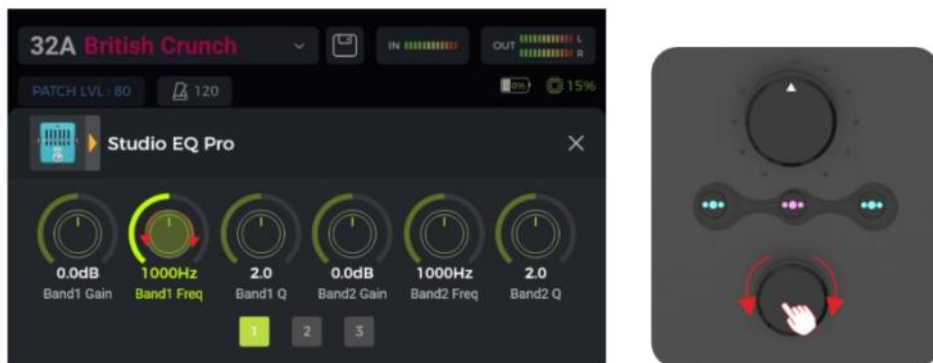 32A British Crunch
IN
OUT
L
R
PATCH LVL: 80
120
0%
15%
Studio EQ Pro
0.0dB 1000Hz 2.0 0.0dB 1000Hz 2.0
Band1 Gain Band1 Freq Band1 Q Band2 Gain Band2 Freq Band2 Q
1 2 3